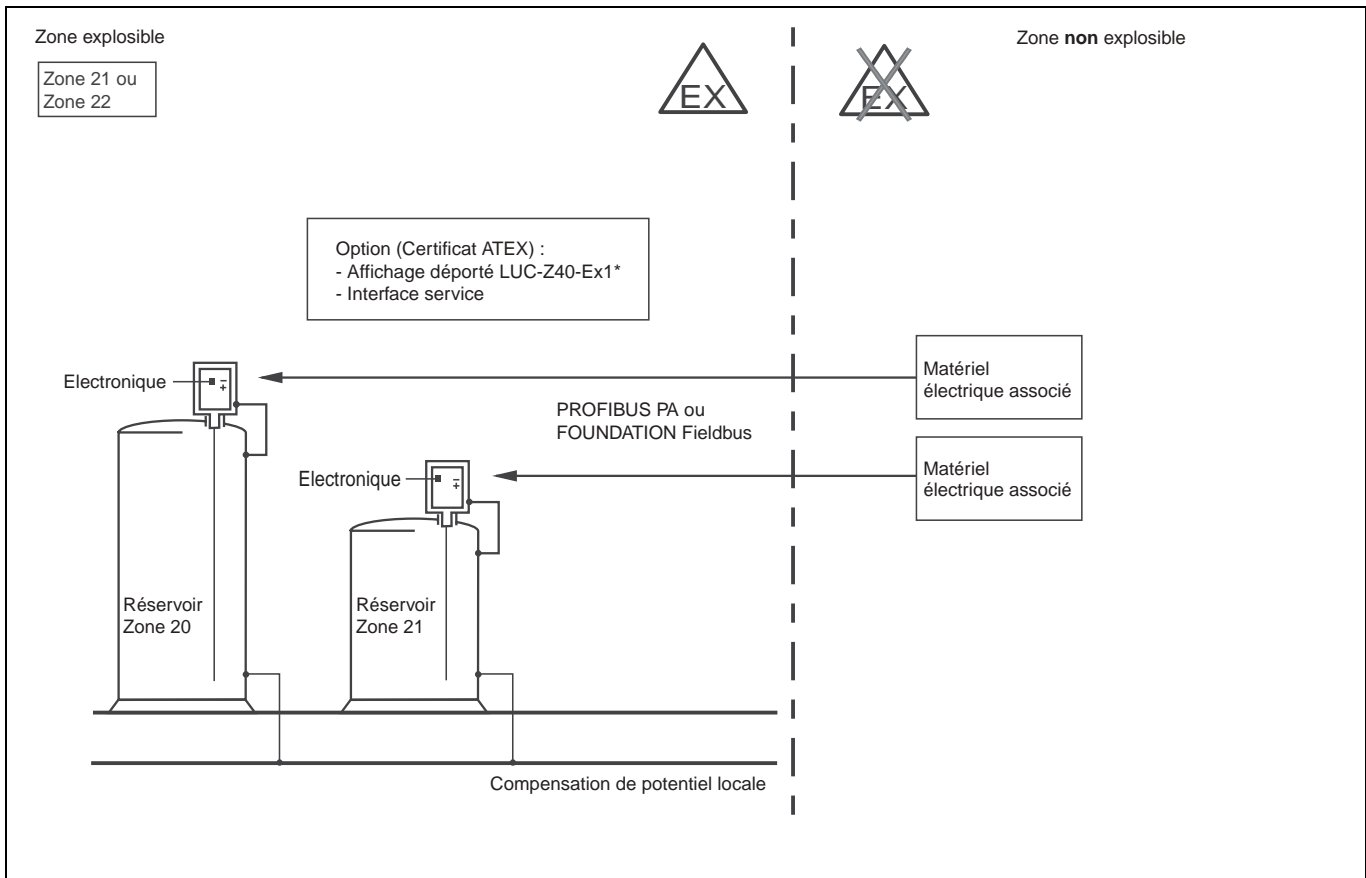 Zone explosible
Zone non explosible
Zone 21 ou
Zone 22
EX
EX
Option (Certificat ATEX) :
- Affichage déporté LUC-Z40-Ex1*
- Interface service
Matériel
électrique associé
Electronique
PROFIBUS PA ou
FOUNDATION Fieldbus
Matériel
électrique associé
Electronique
Réservoir
Zone 20
Réservoir
Zone 21
Compensation de potentiel locale